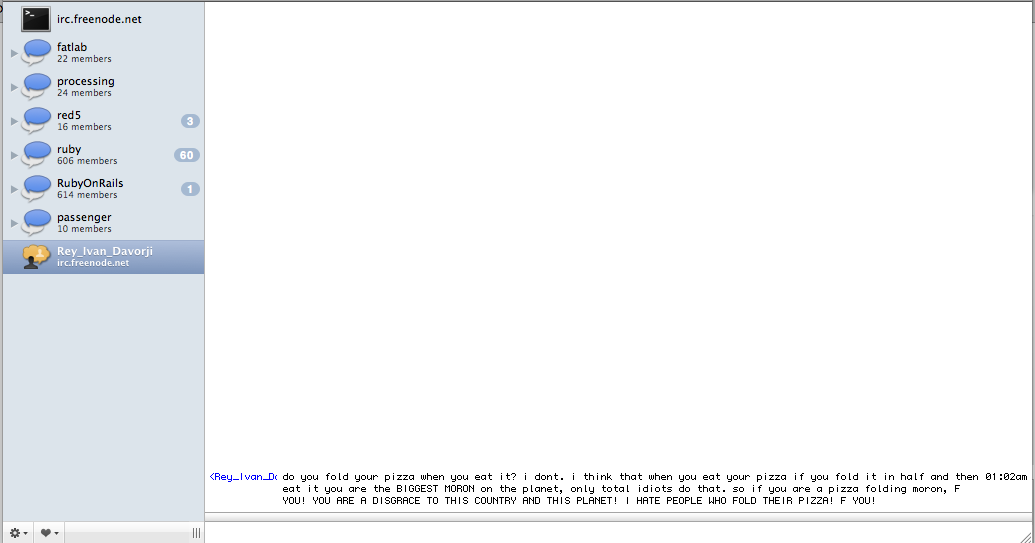 irc.freenode.net
fatlab
22 members
processing
24 members
red5
16 members
3
ruby
606 members
60
RubyOnRails
614 members
1
passenger
10 members
Rey_Ivan_Davorji
irc.freenode.net
<Rey_Ivan_Da do you fold your pizza when you eat it? i dont. i think that when you eat your pizza if you fold it in half and then 01:02am
eat it you are the BIGGEST MORON on the planet, only total idiots do that. so if you are a pizza folding moron, F
YOU! YOU ARE A DISGRACE TO THIS COUNTRY AND THIS PLANET! I HATE PEOPLE WHO FOLD THEIR PIZZA! F YOU!